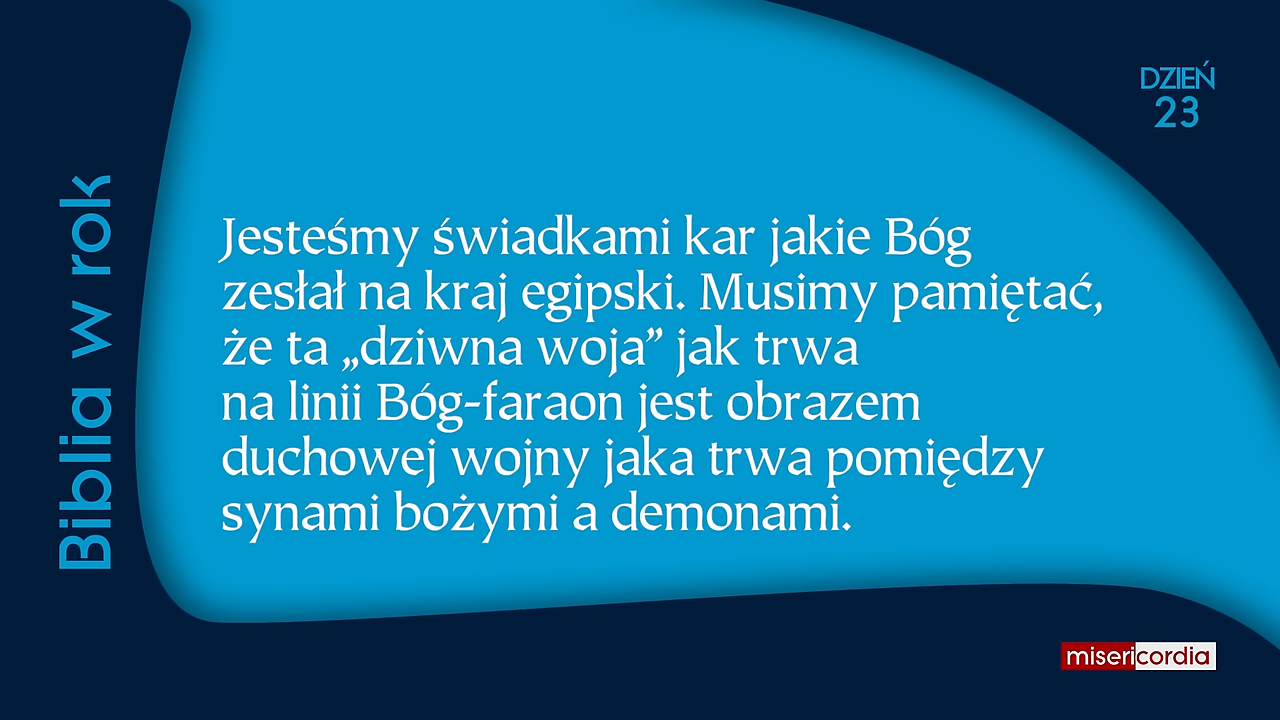 DZIEŃ
23
Biblia w rok
Jesteśmy świadkami kar jakie Bóg
zesłał na kraj egipski. Musimy pamiętać,
że ta „dziwna woja” jak trwa
na linii Bóg-faraon jest obrazem
duchowej wojny jaka trwa pomiędzy
synami bożymi a demonami.
misericordia